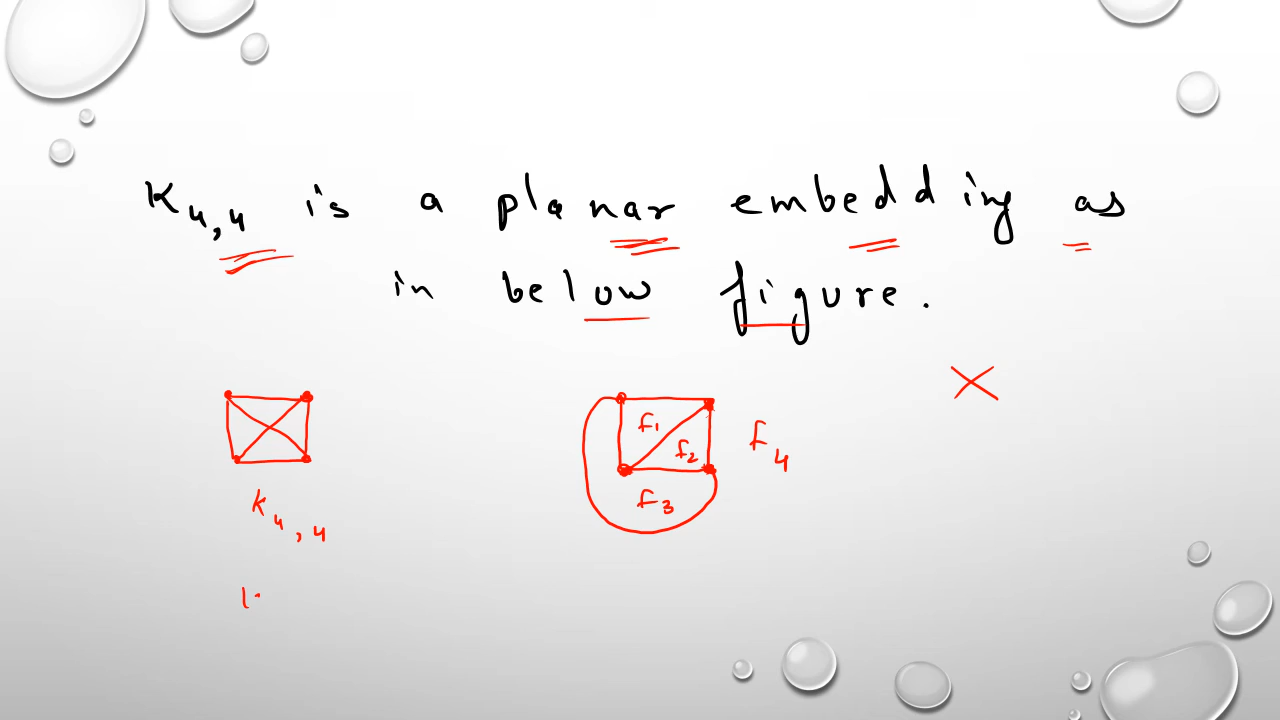 K4,4 is a planar embedding as
in below figure.
f1
f2
f4
f3
K4,4